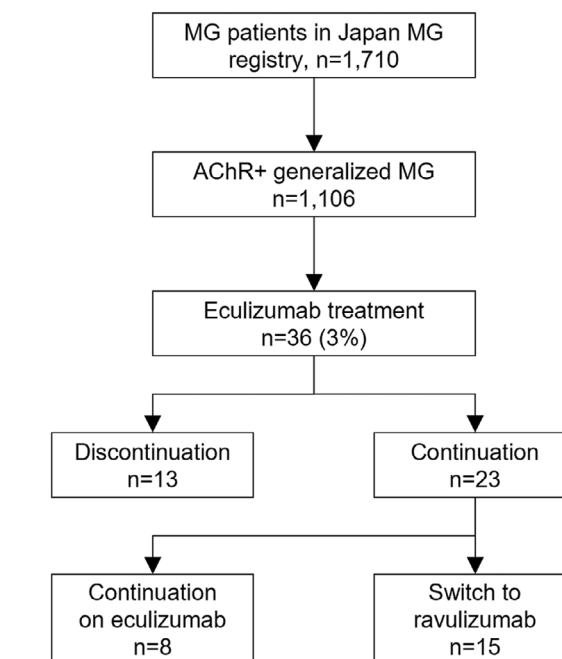 MG patients in Japan MG
registry, n=1,710
AChR+ generalized MG
n=1,106
Eculizumab treatment
n=36 (3%)
Discontinuation
n=13
Continuation
n=23
Continuation
on eculizumab
n=8
Switch to
ravulizumab
n=15